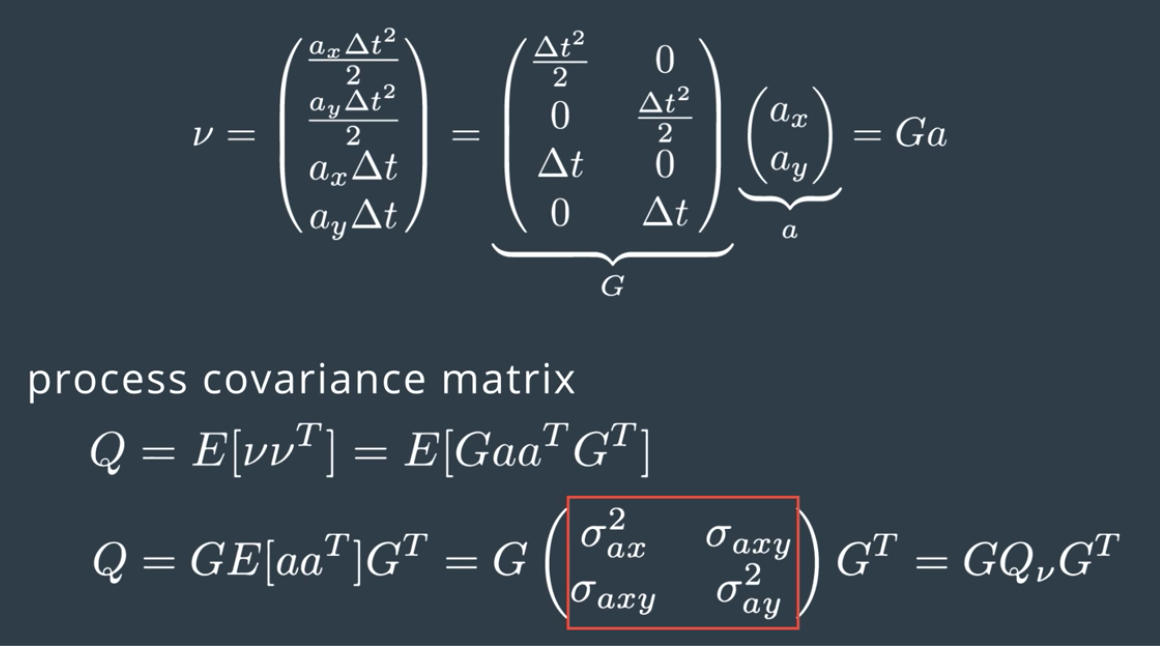 $\nu = \begin{pmatrix} \frac{a_x \Delta t^2}{2} \\ \frac{a_y \Delta t^2}{2} \\ a_x \Delta t \\ a_y \Delta t \end{pmatrix} = \underbrace{\begin{pmatrix} \frac{\Delta t^2}{2} & 0 \\ 0 & \frac{\Delta t^2}{2} \\ \Delta t & 0 \\ 0 & \Delta t \end{pmatrix}}_{G} \underbrace{\begin{pmatrix} a_x \\ a_y \end{pmatrix}}_{a} = Ga$
process covariance matrix
$Q = E[\nu\nu^T] = E[Gaa^TG^T]$
$Q = GE[aa^T]G^T = G \begin{pmatrix} \sigma_{ax}^2 & \sigma_{axy} \\ \sigma_{axy} & \sigma_{ay}^2 \end{pmatrix} G^T = GQ_\nu G^T$